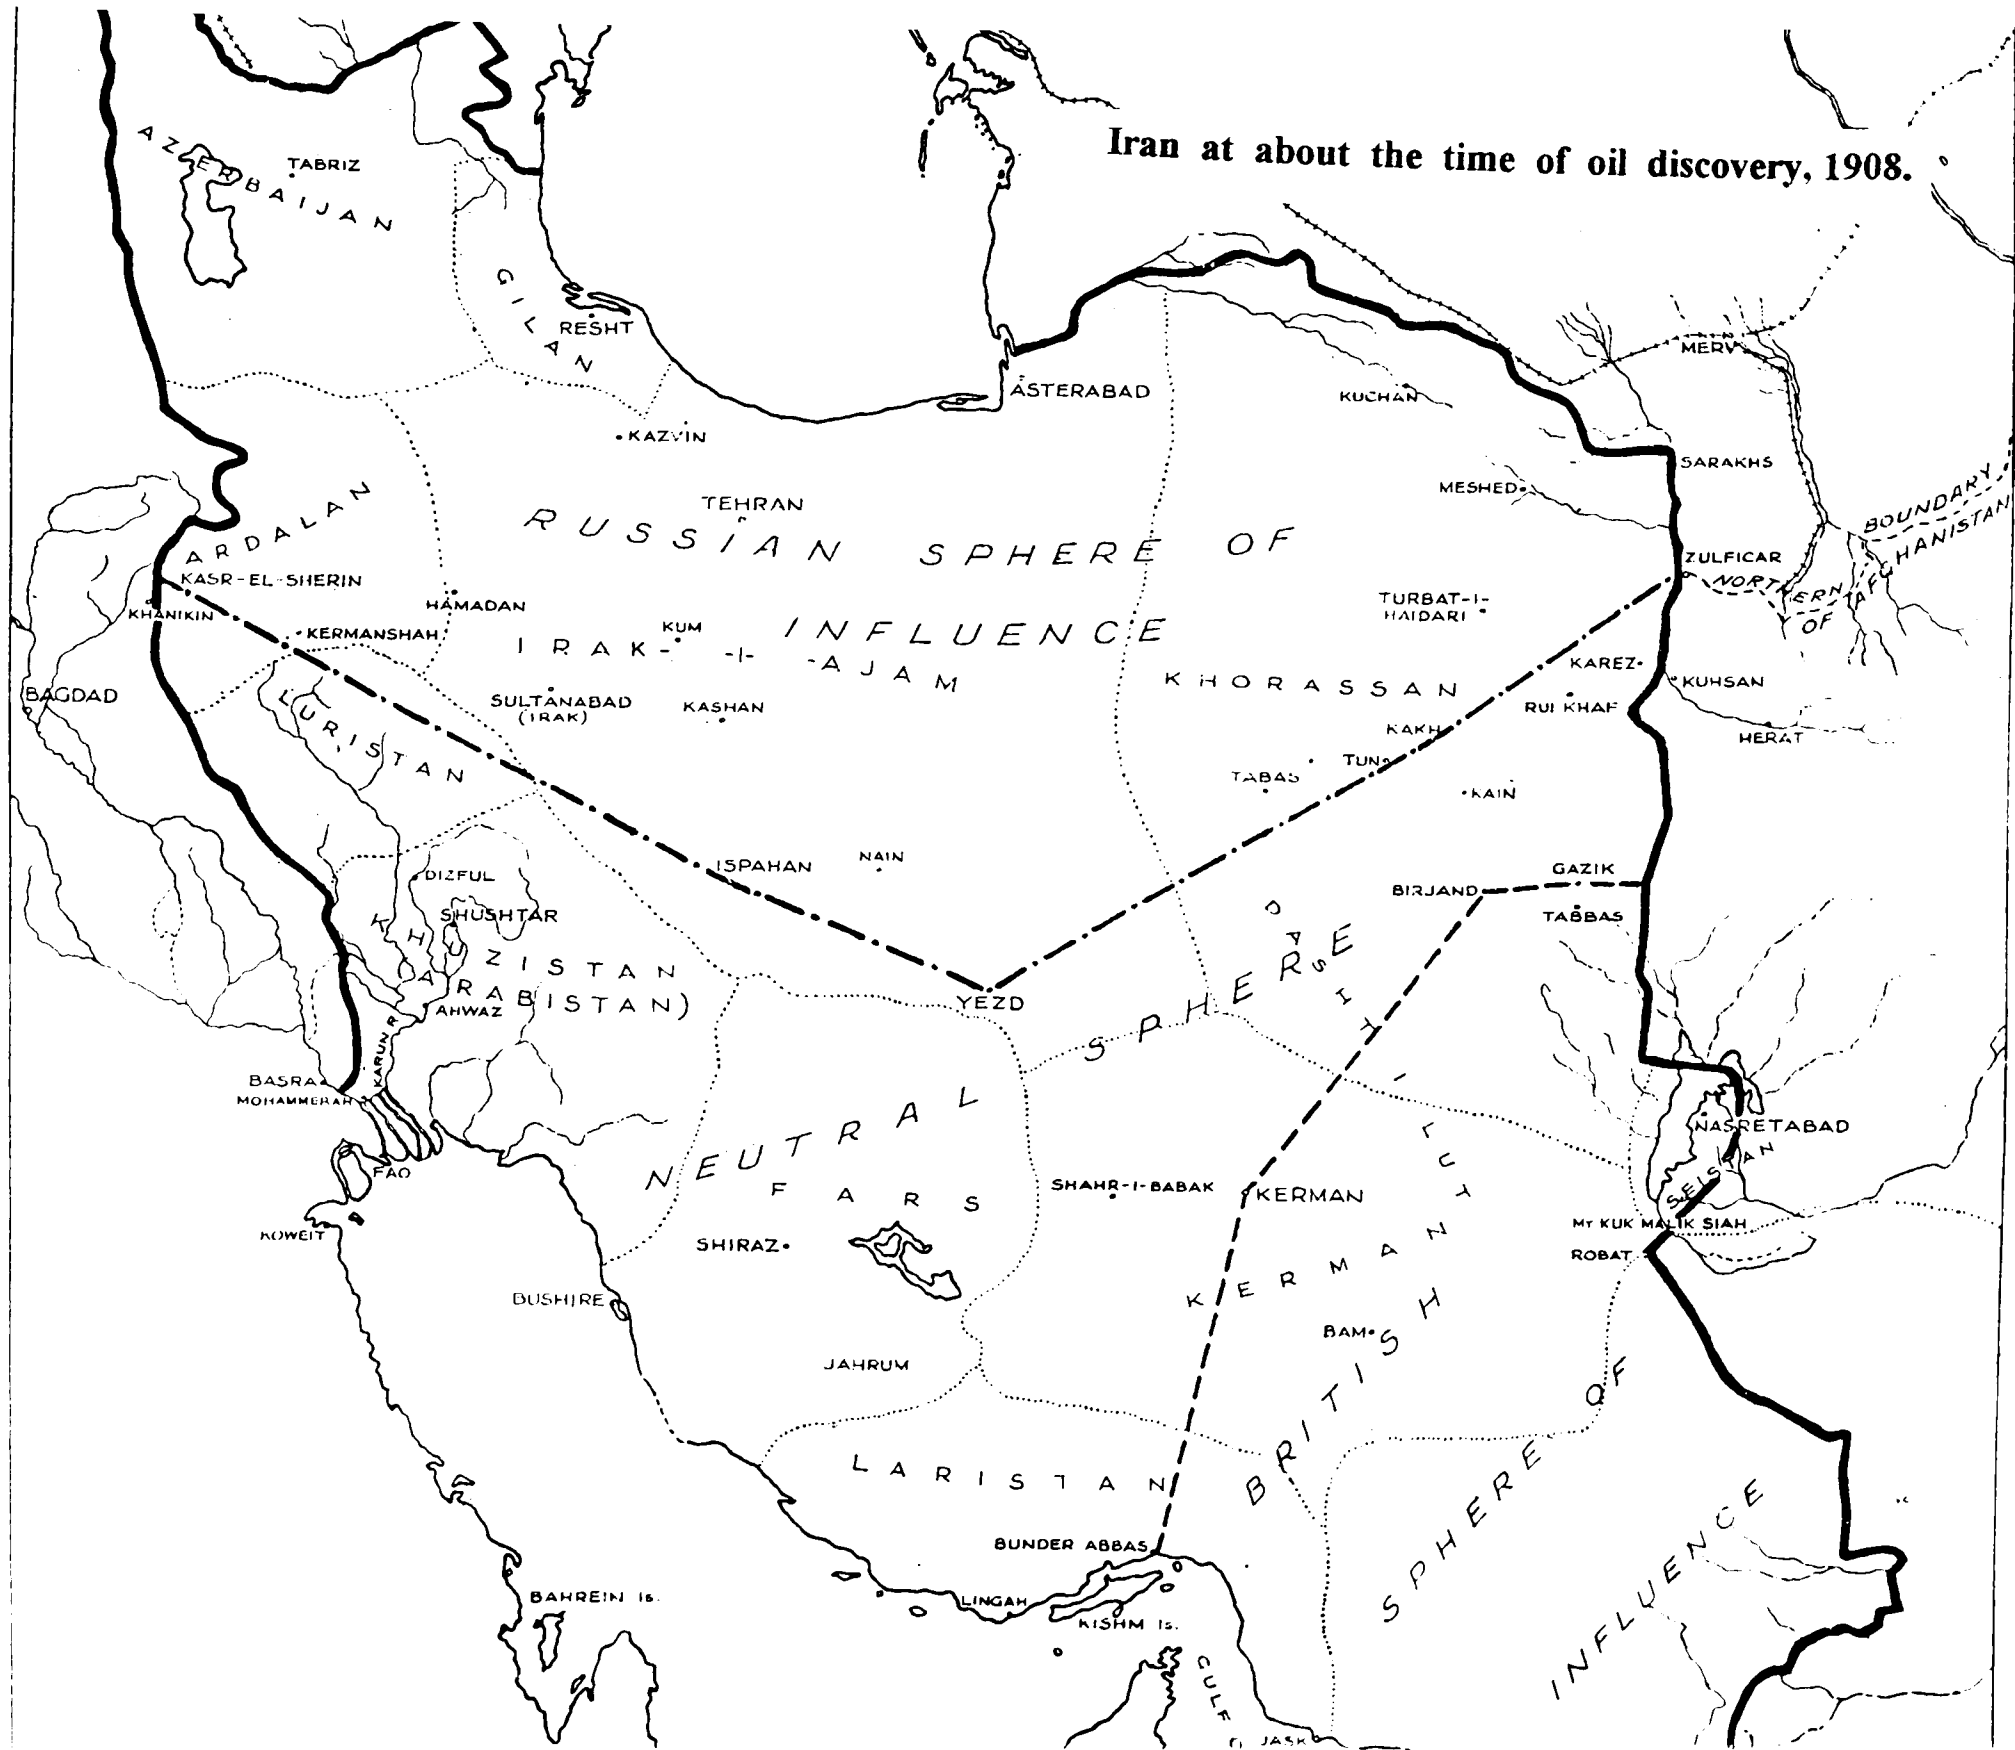 Iran at about the time of oil discovery, 1908.
AZERBAIJAN
TABRIZ
GILAN
RESHT
MERV
ASTERABAD
KUCHAN
KAZVIN
SARAKHS
MESHED
BOUNDARY
ARDALAN
TEHRAN
RUSSIAN SPHERE OF
INFLUENCE
ZULFICAR
NORTHERN
OF AFGHANISTAN
KASR-EL-SHERIN
KHANIKIN
HAMADAN
TURBAT-I-
HAIDARI
KERMANSHAH
KUM
IRAK-I-AJAM
KAREZ
KHORASSAN
KUHSAN
BAGDAD
LURISTAN
SULTANABAD
(IRAK)
KASHAN
RUI KHAF
KAKH
HERAT
TUN
TABAS
KAIN
ISPAHAN
NAIN
GAZIK
DIZFUL
BIRJAND
TABBAS
SHUSHTAR
KHUZISTAN
(ARABISTAN)
AHWAZ
DASHT-I-LUT
YEZD
NEUTRAL SPHERE
KARUN R
BASRA
MOHAMMERAH
NASRETABAD
SEISTAN
FAO
FARS
SHAHR-I-BABAK
KERMAN
KOWEIT
SHIRAZ
MT KUK MALIK SIAH
ROBAT
KERMAN
BUSHIRE
BAM
JAHRUM
BRITISH
SPHERE OF
INFLUENCE
LARISTAN
BUNDER ABBAS
BAHREIN Is.
LINGAH
KISHM Is.
GULF
JASK